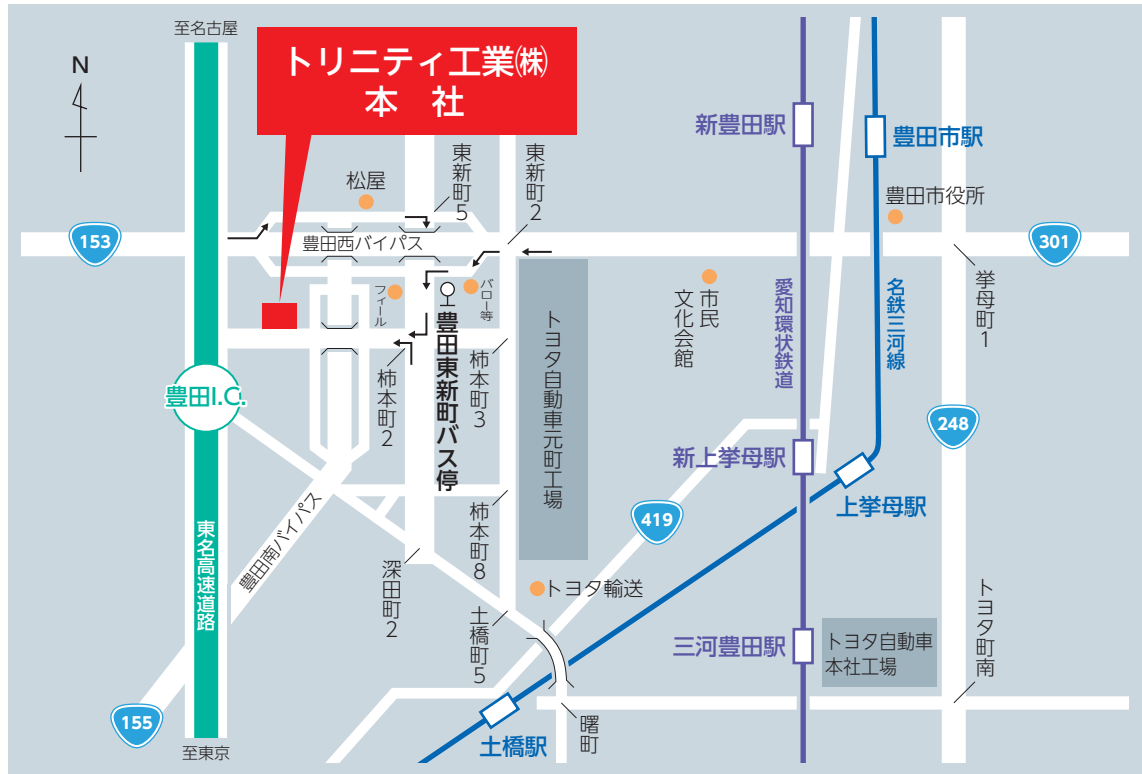 至名古屋
N
トリニティ工業㈱
本　社
新豊田駅
豊田市駅
東新町5
東新町2
松屋
豊田市役所
153
豊田西バイパス
301
挙母町1
フィール
バロー等
市民
文化会館
愛知環状鉄道
名鉄三河線
豊田東新町バス停
トヨタ自動車元町工場
柿本町2
柿本町3
豊田I.C.
248
新上挙母駅
上挙母駅
419
柿本町8
東名高速道路
豊田南バイパス
深田町2
トヨタ輸送
土橋町5
三河豊田駅
トヨタ自動車
本社工場
トヨタ町南
155
曙町
土橋駅
至東京